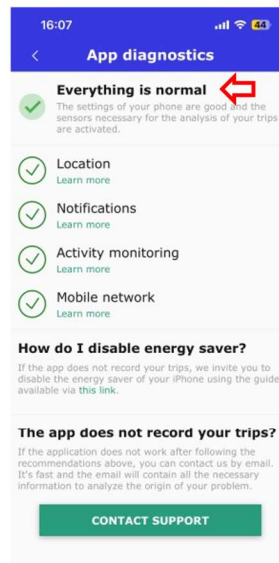 16:07
44
App diagnostics
Everything is normal
The settings of your phone are good and the
sensors necessary for the analysis of your trips
are activated.
Location
Learn more
Notifications
Learn more
Activity monitoring
Learn more
Mobile network
Learn more
How do I disable energy saver?
If the app does not record your trips, we invite you to
disable the energy saver of your iPhone using the guide
available via this link.
The app does not record your trips?
If the application does not work after following the
recommendations above, you can contact us by email.
It's fast and the email will contain all the necessary
information to analyze the origin of your problem.
CONTACT SUPPORT